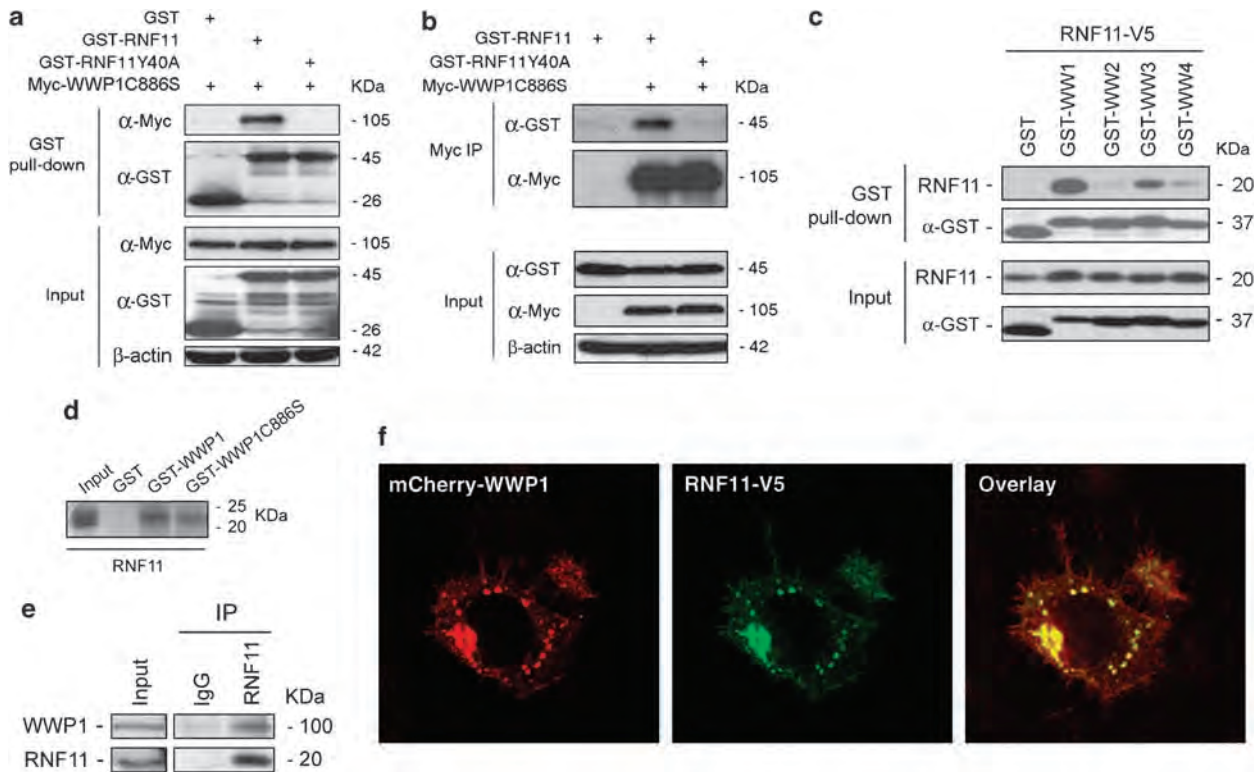 a
GST +
GST-RNF11 +
GST-RNF11Y40A +
Myc-WWP1C886S + + + KDa
GST pull-down
α-Myc - 105
α-GST - 45
- 26
Input
α-Myc - 105
α-GST - 45
- 26
β-actin - 42
b
GST-RNF11 + +
GST-RNF11Y40A +
Myc-WWP1C886S + + KDa
Myc IP
α-GST - 45
α-Myc - 105
Input
α-GST - 45
α-Myc - 105
β-actin - 42
c
RNF11-V5
GST GST-WW1 GST-WW2 GST-WW3 GST-WW4
KDa
GST pull-down
RNF11 - - 20
α-GST - - 37
Input
RNF11 - - 20
α-GST - - 37
d
Input GST GST-WWP1 GST-WWP1C886S
- 25
KDa
- 20
RNF11
e
IP
Input IgG RNF11 KDa
WWP1 - - 100
RNF11 - - 20
f
mCherry-WWP1 RNF11-V5 Overlay